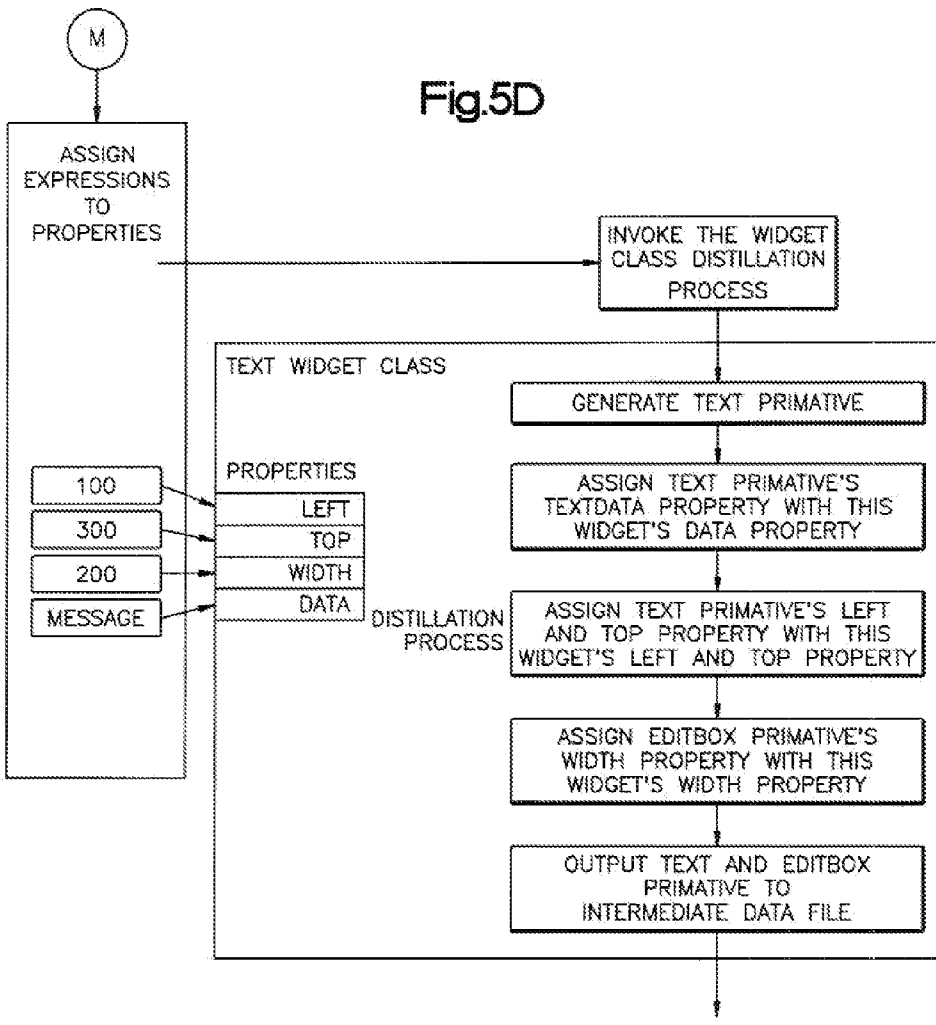 M
Fig.5D
ASSIGN
EXPRESSIONS
TO
PROPERTIES
INVOKE THE WIDGET
CLASS DISTILLATION
PROCESS
TEXT WIDGET CLASS
GENERATE TEXT PRIMATIVE
PROPERTIES
100
300
200
MESSAGE
LEFT
TOP
WIDTH
DATA
ASSIGN TEXT PRIMATIVE'S
TEXTDATA PROPERTY WITH THIS
WIDGET'S DATA PROPERTY
DISTILLATION
PROCESS
ASSIGN TEXT PRIMATIVE'S LEFT
AND TOP PROPERTY WITH THIS
WIDGET'S LEFT AND TOP PROPERTY
ASSIGN EDITBOX PRIMATIVE'S
WIDTH PROPERTY WITH THIS
WIDGET'S WIDTH PROPERTY
OUTPUT TEXT AND EDITBOX
PRIMATIVE TO
INTERMEDIATE DATA FILE